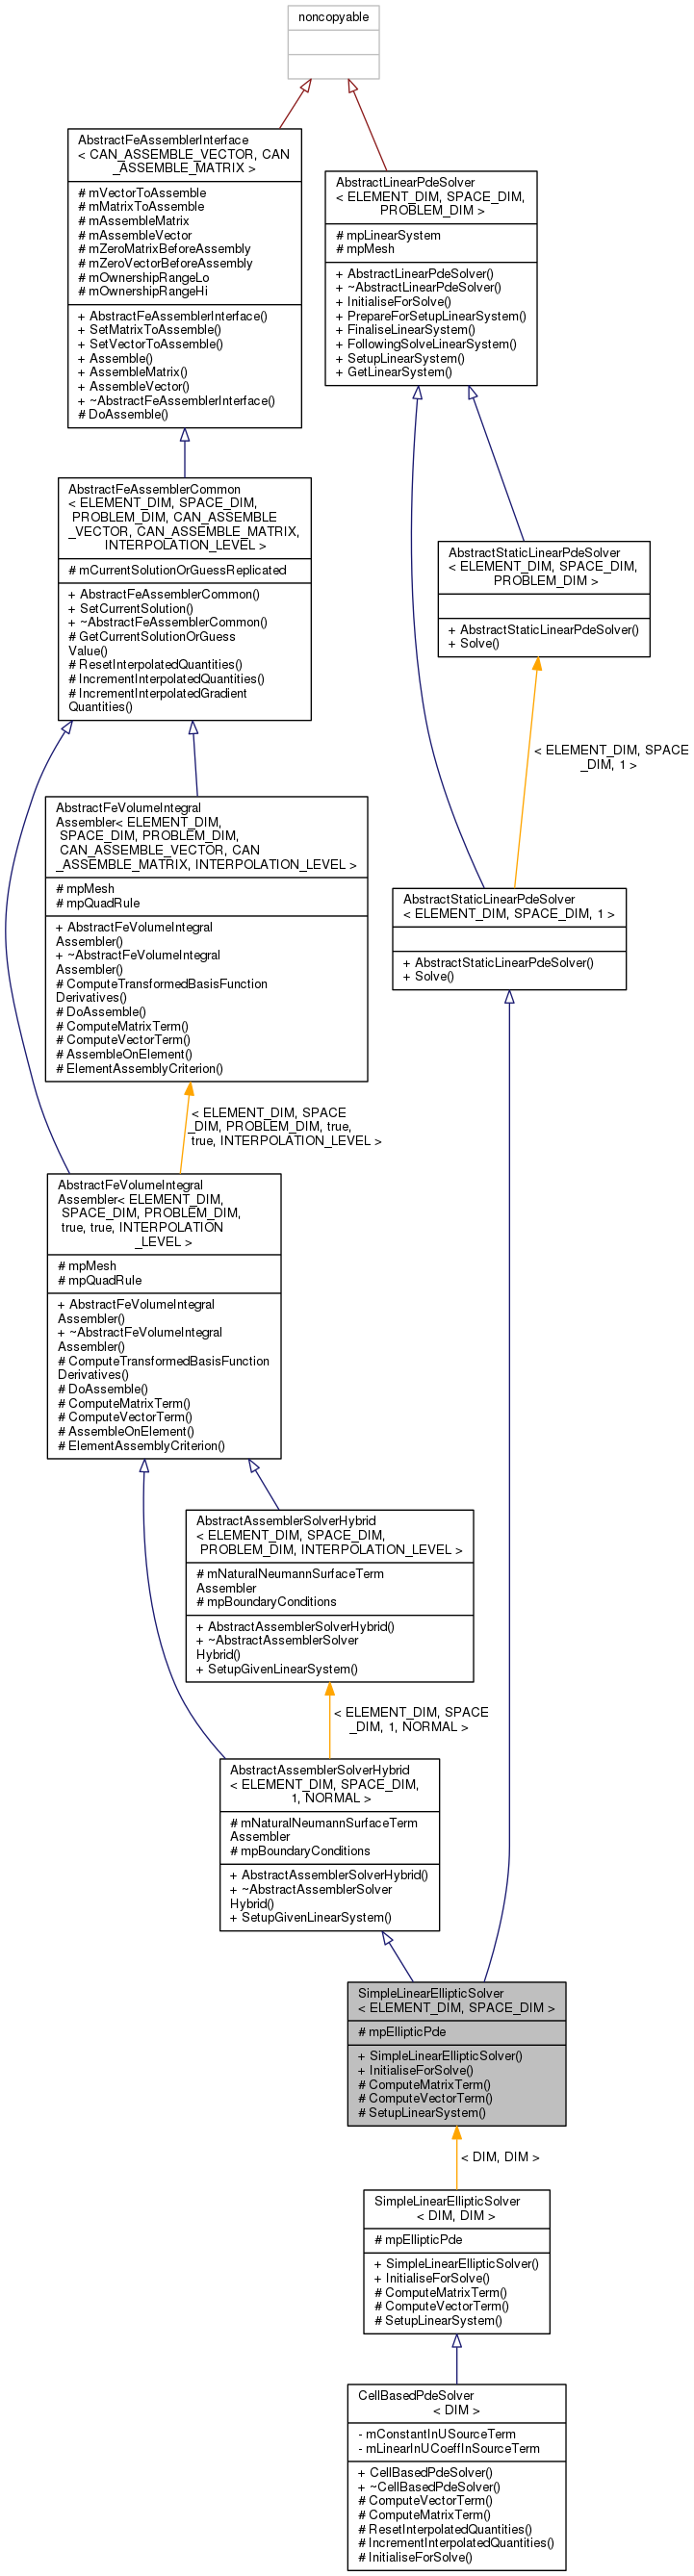 noncopyable
AbstractFeAssemblerInterface
< CAN_ASSEMBLE_VECTOR, CAN
_ASSEMBLE_MATRIX >
# mVectorToAssemble
# mMatrixToAssemble
# mAssembleMatrix
# mAssembleVector
# mZeroMatrixBeforeAssembly
# mZeroVectorBeforeAssembly
# mOwnershipRangeLo
# mOwnershipRangeHi
+ AbstractFeAssemblerInterface()
+ SetMatrixToAssemble()
+ SetVectorToAssemble()
+ Assemble()
+ AssembleMatrix()
+ AssembleVector()
+ ~AbstractFeAssemblerInterface()
# DoAssemble()
AbstractLinearPdeSolver
< ELEMENT_DIM, SPACE_DIM,
PROBLEM_DIM >
# mpLinearSystem
# mpMesh
+ AbstractLinearPdeSolver()
+ ~AbstractLinearPdeSolver()
+ InitialiseForSolve()
+ PrepareForSetupLinearSystem()
+ FinaliseLinearSystem()
+ FollowingSolveLinearSystem()
+ SetupLinearSystem()
+ GetLinearSystem()
AbstractFeAssemblerCommon
< ELEMENT_DIM, SPACE_DIM,
PROBLEM_DIM, CAN_ASSEMBLE
_VECTOR, CAN_ASSEMBLE_MATRIX,
INTERPOLATION_LEVEL >
# mCurrentSolutionOrGuessReplicated
+ AbstractFeAssemblerCommon()
+ SetCurrentSolution()
+ ~AbstractFeAssemblerCommon()
# GetCurrentSolutionOrGuess
Value()
# ResetInterpolatedQuantities()
# IncrementInterpolatedQuantities()
# IncrementInterpolatedGradient
Quantities()
AbstractStaticLinearPdeSolver
< ELEMENT_DIM, SPACE_DIM,
PROBLEM_DIM >
+ AbstractStaticLinearPdeSolver()
+ Solve()
< ELEMENT_DIM, SPACE
_DIM, 1 >
AbstractFeVolumeIntegral
Assembler< ELEMENT_DIM,
SPACE_DIM, PROBLEM_DIM,
CAN_ASSEMBLE_VECTOR, CAN
_ASSEMBLE_MATRIX, INTERPOLATION_LEVEL >
# mpMesh
# mpQuadRule
+ AbstractFeVolumeIntegral
Assembler()
+ ~AbstractFeVolumeIntegral
Assembler()
# ComputeTransformedBasisFunction
Derivatives()
# DoAssemble()
# ComputeMatrixTerm()
# ComputeVectorTerm()
# AssembleOnElement()
# ElementAssemblyCriterion()
AbstractStaticLinearPdeSolver
< ELEMENT_DIM, SPACE_DIM, 1 >
+ AbstractStaticLinearPdeSolver()
+ Solve()
< ELEMENT_DIM, SPACE
_DIM, PROBLEM_DIM, true,
true, INTERPOLATION_LEVEL >
AbstractFeVolumeIntegral
Assembler< ELEMENT_DIM,
SPACE_DIM, PROBLEM_DIM,
true, true, INTERPOLATION
_LEVEL >
# mpMesh
# mpQuadRule
+ AbstractFeVolumeIntegral
Assembler()
+ ~AbstractFeVolumeIntegral
Assembler()
# ComputeTransformedBasisFunction
Derivatives()
# DoAssemble()
# ComputeMatrixTerm()
# ComputeVectorTerm()
# AssembleOnElement()
# ElementAssemblyCriterion()
AbstractAssemblerSolverHybrid
< ELEMENT_DIM, SPACE_DIM,
PROBLEM_DIM, INTERPOLATION_LEVEL >
# mNaturalNeumannSurfaceTerm
Assembler
# mpBoundaryConditions
+ AbstractAssemblerSolverHybrid()
+ ~AbstractAssemblerSolver
Hybrid()
+ SetupGivenLinearSystem()
< ELEMENT_DIM, SPACE
_DIM, 1, NORMAL >
AbstractAssemblerSolverHybrid
< ELEMENT_DIM, SPACE_DIM,
1, NORMAL >
# mNaturalNeumannSurfaceTerm
Assembler
# mpBoundaryConditions
+ AbstractAssemblerSolverHybrid()
+ ~AbstractAssemblerSolver
Hybrid()
+ SetupGivenLinearSystem()
SimpleLinearEllipticSolver
< ELEMENT_DIM, SPACE_DIM >
# mpEllipticPde
+ SimpleLinearEllipticSolver()
+ InitialiseForSolve()
# ComputeMatrixTerm()
# ComputeVectorTerm()
# SetupLinearSystem()
< DIM, DIM >
SimpleLinearEllipticSolver
< DIM, DIM >
# mpEllipticPde
+ SimpleLinearEllipticSolver()
+ InitialiseForSolve()
# ComputeMatrixTerm()
# ComputeVectorTerm()
# SetupLinearSystem()
CellBasedPdeSolver
< DIM >
- mConstantInUSourceTerm
- mLinearInUCoeffInSourceTerm
+ CellBasedPdeSolver()
+ ~CellBasedPdeSolver()
# ComputeVectorTerm()
# ComputeMatrixTerm()
# ResetInterpolatedQuantities()
# IncrementInterpolatedQuantities()
# InitialiseForSolve()